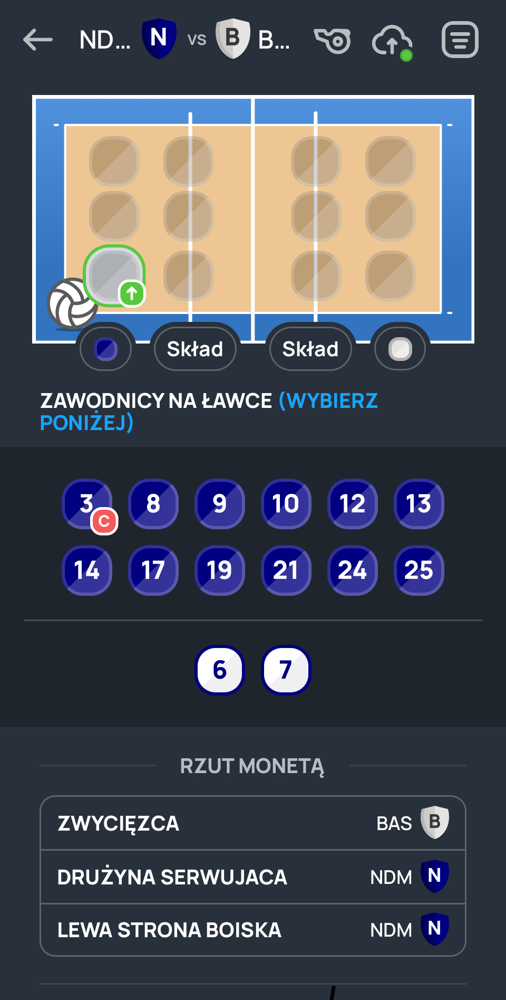 ND... N vs B B...
Skład Skład
ZAWODNICY NA ŁAWCE (WYBIERZ
PONIŻEJ)
3 8 9 10 12 13
C
14 17 19 21 24 25
6 7
RZUT MONETĄ
ZWYCIĘZCA BAS B
DRUŻYNA SERWUJACA NDM N
LEWA STRONA BOISKA NDM N